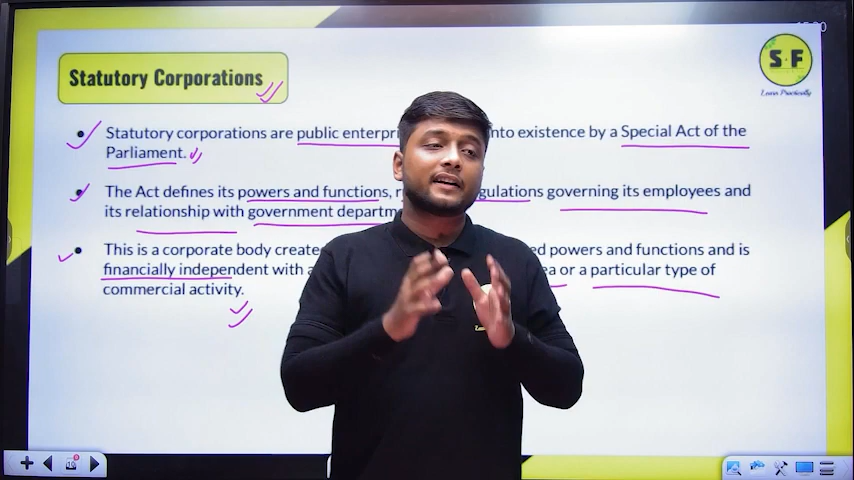 Statutory Corporations
S F
Learn Practically
Statutory corporations are public enterpri nto existence by a Special Act of the
Parliament.
The Act defines its powers and functions, r gulations governing its employees and
its relationship with government departm
This is a corporate body create ed powers and functions and is
financially independent with a ea or a particular type of
commercial activity.